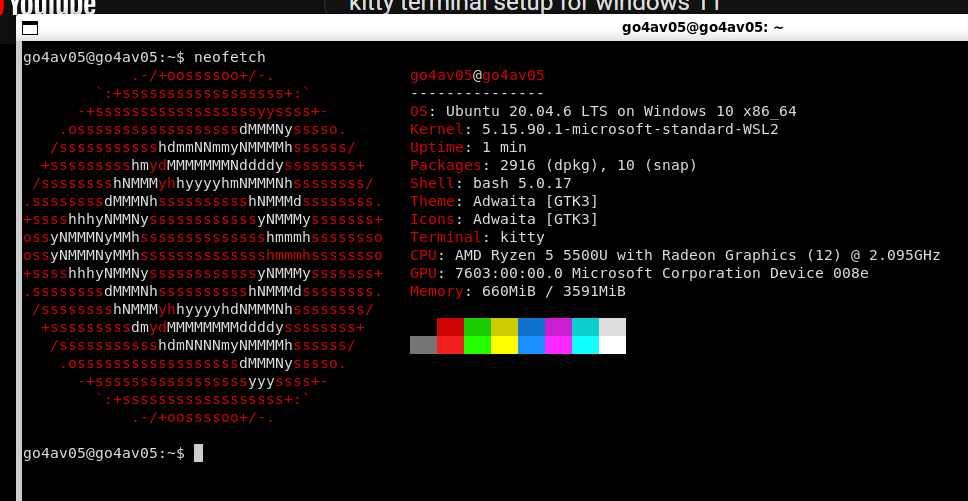 YouTube
kitty terminal setup for windows 11
go4av05@go4av05: ~
go4av05@go4av05:~$ neofetch
.-/+oossssoo+/-.
`:+ssssssssssssssssss+:`
-+ssssssssssssssssssyyssss+-
.ossssssssssssssssssdMMMNysssso.
/ssssssssssshdmmNNmmyNMMMMhssssss/
+ssssssssshmydMMMMMMMNddddyssssssss+
/sssssssshNMMMyhhyyyyhmNMMMNhssssssss/
.ssssssssdMMMNhsssssssssshNMMMdssssssss.
+sssshhhyNMMNyssssssssssssyNMMMysssssss+
ossyNMMMNyMMhsssssssssssssshmmmhssssssso
ossyNMMMNyMMhsssssssssssssshmmmhssssssso
+sssshhhyNMMNyssssssssssssyNMMMysssssss+
.ssssssssdMMMNhsssssssssshNMMMdssssssss.
/sssssssshNMMMyhhyyyyhdNMMMNhssssssss/
+sssssssssdmydMMMMMMMMddddyssssssss+
/ssssssssssshdmNNNNmyNMMMMhssssss/
.ossssssssssssssssssdMMMNysssso.
-+sssssssssssssssssyyyssss+-
`:+ssssssssssssssssss+:`
.-/+oossssoo+/-.
go4av05@go4av05
---------------
OS: Ubuntu 20.04.6 LTS on Windows 10 x86_64
Kernel: 5.15.90.1-microsoft-standard-WSL2
Uptime: 1 min
Packages: 2916 (dpkg), 10 (snap)
Shell: bash 5.0.17
Theme: Adwaita [GTK3]
Icons: Adwaita [GTK3]
Terminal: kitty
CPU: AMD Ryzen 5 5500U with Radeon Graphics (12) @ 2.095GHz
GPU: 7603:00:00.0 Microsoft Corporation Device 008e
Memory: 660MiB / 3591MiB
go4av05@go4av05:~$